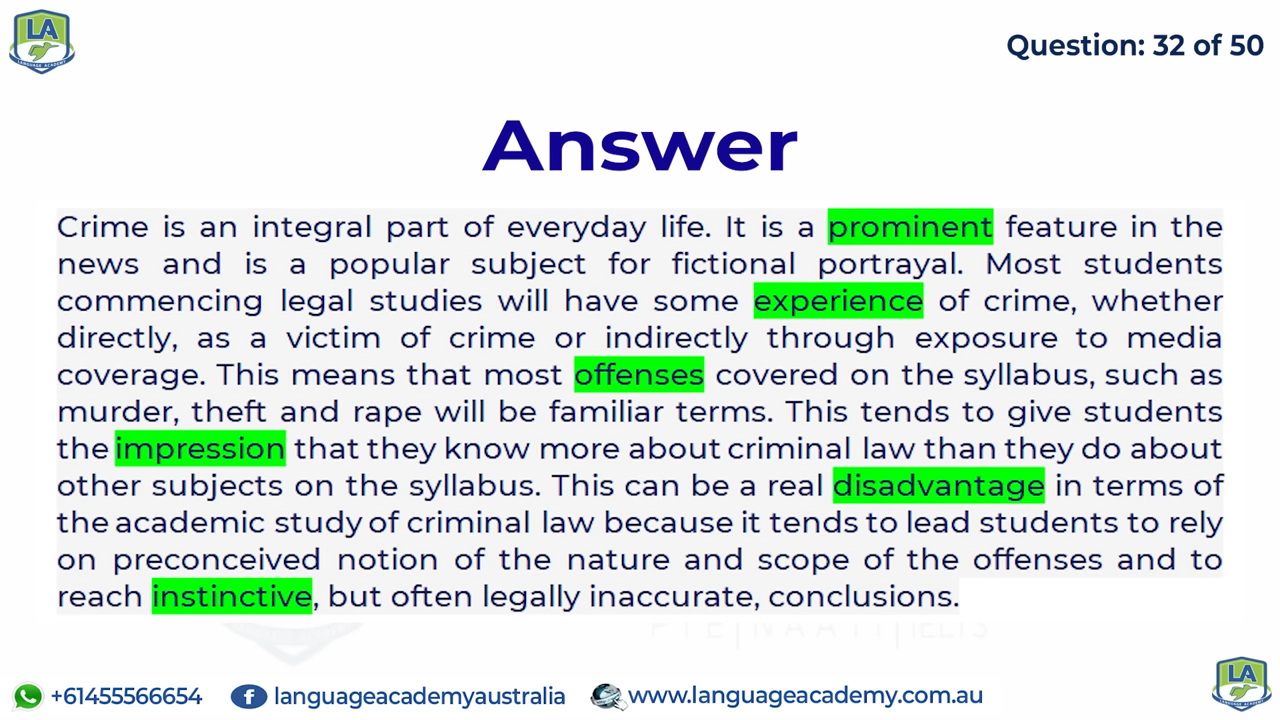 LA
LANGUAGE ACADEMY
Question: 32 of 50
Answer
Crime is an integral part of everyday life. It is a prominent feature in the
news and is a popular subject for fictional portrayal. Most students
commencing legal studies will have some experience of crime, whether
directly, as a victim of crime or indirectly through exposure to media
coverage. This means that most offenses covered on the syllabus, such as
murder, theft and rape will be familiar terms. This tends to give students
the impression that they know more about criminal law than they do about
other subjects on the syllabus. This can be a real disadvantage in terms of
the academic study of criminal law because it tends to lead students to rely
on preconceived notion of the nature and scope of the offenses and to
reach instinctive, but often legally inaccurate, conclusions.
PTE|NAATI|IELTS
+61455566654 languageacademyaustralia www.languageacademy.com.au
LA
LANGUAGE ACADEMY